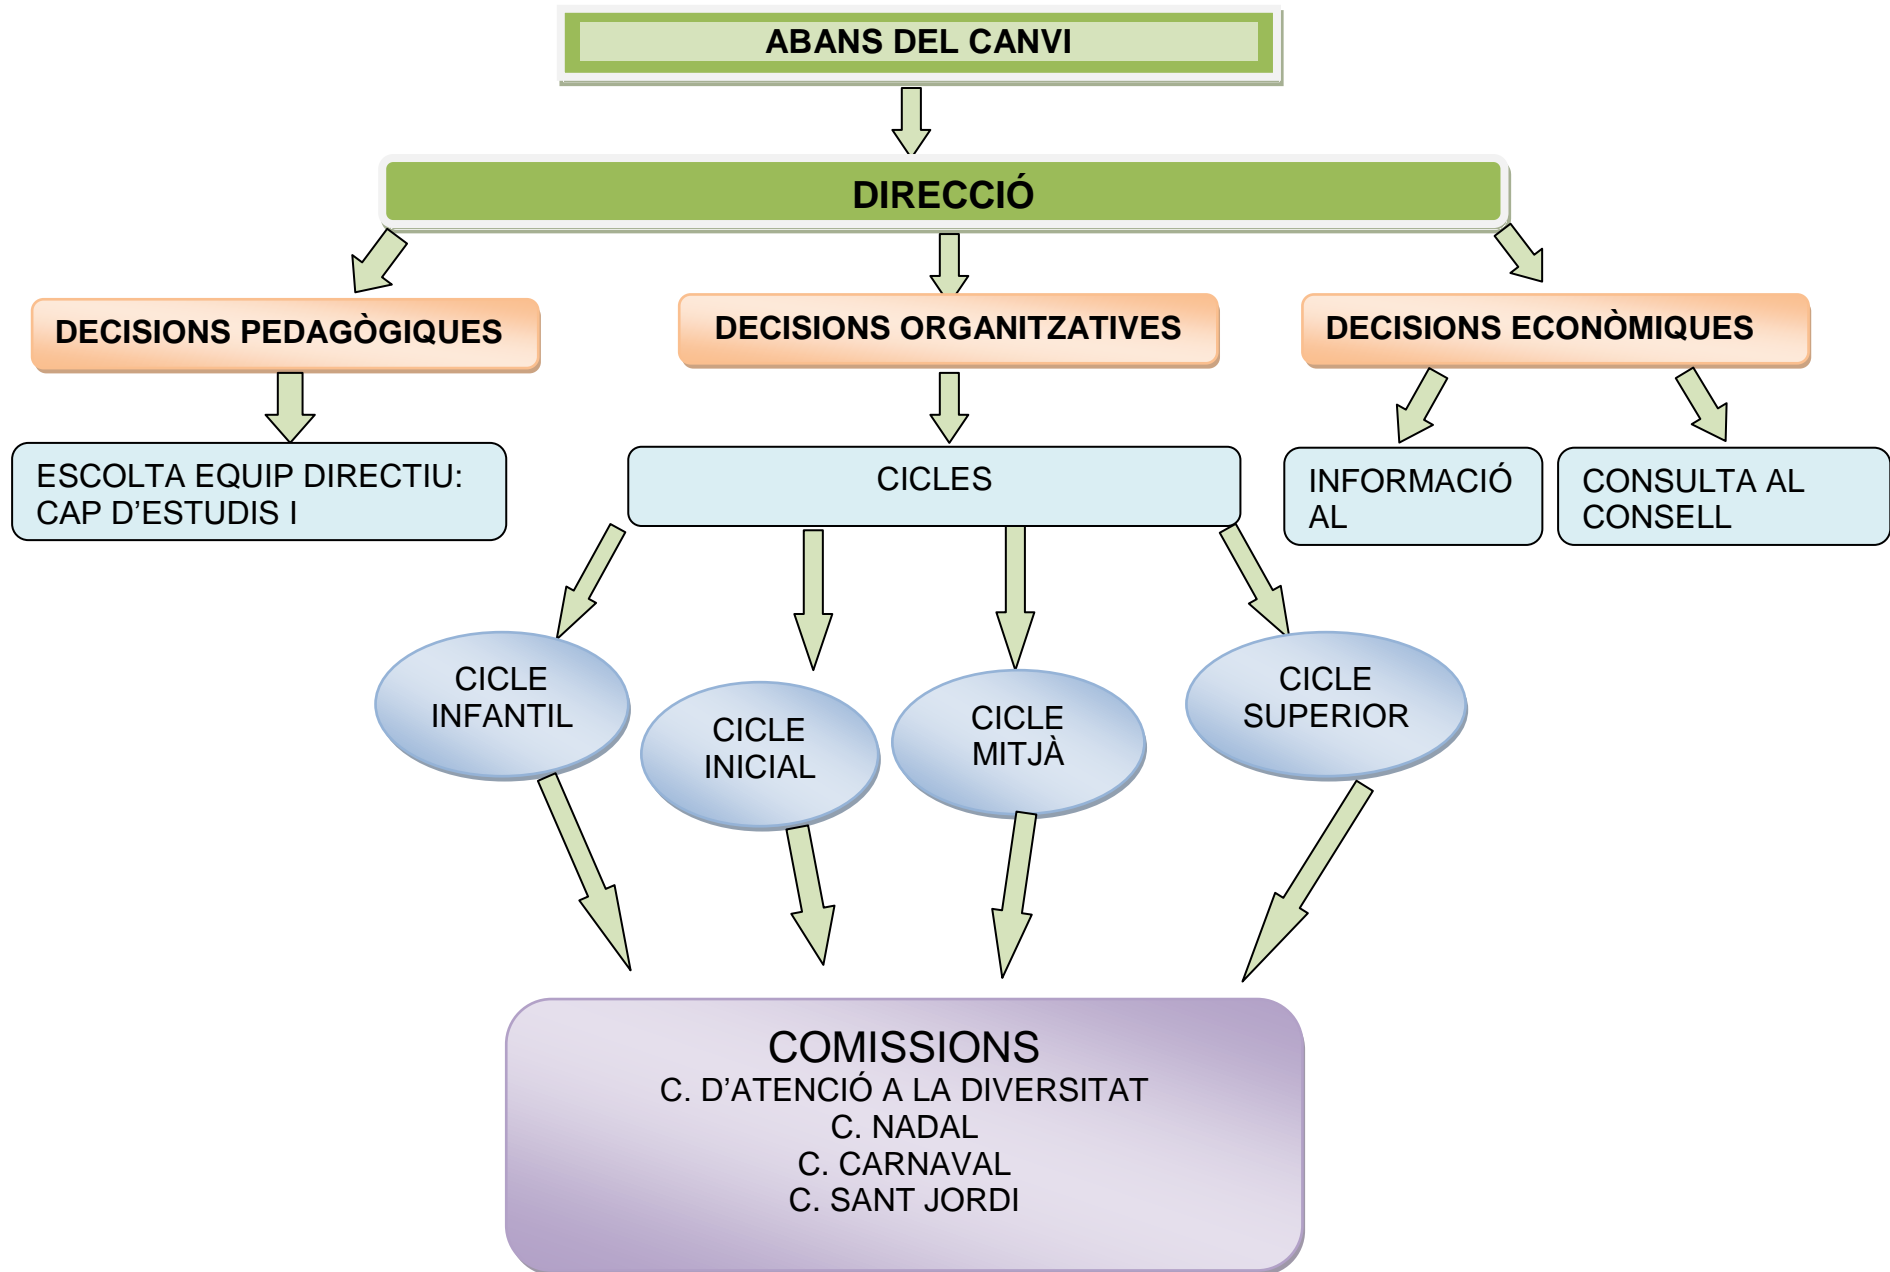 ABANS DEL CANVI
DIRECCIÓ
DECISIONS PEDAGÒGIQUES
DECISIONS ORGANITZATIVES
DECISIONS ECONÒMIQUES
ESCOLTA EQUIP DIRECTIU:
CAP D’ESTUDIS I
CICLES
INFORMACIÓ
AL
CONSULTA AL
CONSELL
CICLE
INFANTIL
CICLE
INICIAL
CICLE
MITJÀ
CICLE
SUPERIOR
COMISSIONS
C. D’ATENCIÓ A LA DIVERSITAT
C. NADAL
C. CARNAVAL
C. SANT JORDI